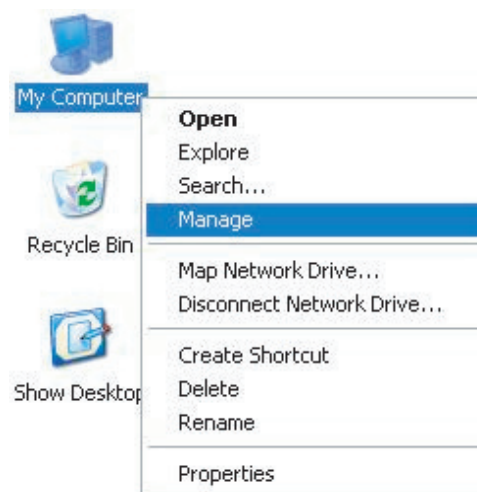 My Computer
Open
Explore
Search...
Manage
Recycle Bin
Map Network Drive...
Disconnect Network Drive...
Create Shortcut
Show Desktop
Delete
Rename
Properties